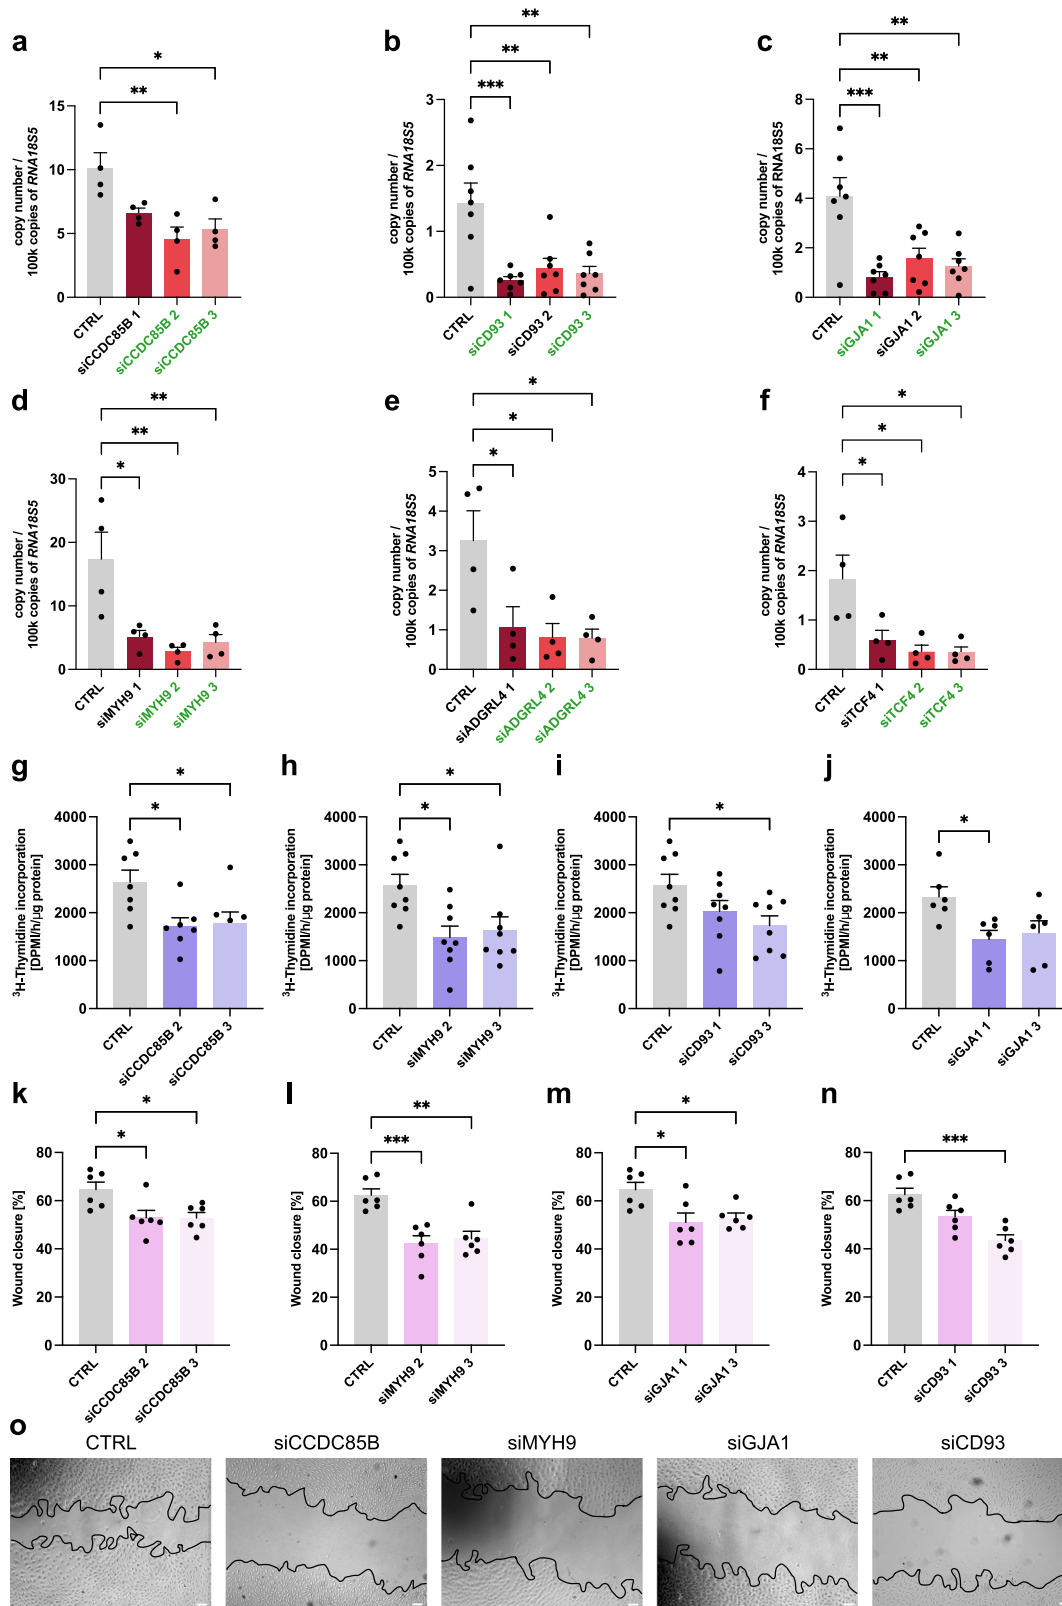 a
*
**
copy number /
100k copies of RNA18S5
15
10
5
0
CTRL
siCCDC85B 1
siCCDC85B 2
siCCDC85B 3
b
**
**
***
copy number /
100k copies of RNA18S5
3
2
1
0
CTRL
siCD93 1
siCD93 2
siCD93 3
c
**
**
***
copy number /
100k copies of RNA18S5
8
6
4
2
0
CTRL
siGJA1 1
siGJA1 2
siGJA1 3
d
**
**
*
copy number /
100k copies of RNA18S5
30
20
10
0
CTRL
siMYH9 1
siMYH9 2
siMYH9 3
e
*
*
*
copy number /
100k copies of RNA18S5
5
4
3
2
1
0
CTRL
siADGRL4 1
siADGRL4 2
siADGRL4 3
f
*
*
*
copy number /
100k copies of RNA18S5
4
3
2
1
0
CTRL
siTCF4 1
siTCF4 2
siTCF4 3
g
*
*
³H-Thymidine incorporation
[DPMI/h/µg protein]
4000
3000
2000
1000
0
CTRL
siCCDC85B 2
siCCDC85B 3
h
*
*
³H-Thymidine incorporation
[DPMI/h/µg protein]
4000
3000
2000
1000
0
CTRL
siMYH9 2
siMYH9 3
i
*
³H-Thymidine incorporation
[DPMI/h/µg protein]
4000
3000
2000
1000
0
CTRL
siCD93 1
siCD93 3
j
*
³H-Thymidine incorporation
[DPMI/h/µg protein]
4000
3000
2000
1000
0
CTRL
siGJA1 1
siGJA1 3
k
*
*
Wound closure [%]
80
60
40
20
0
CTRL
siCCDC85B 2
siCCDC85B 3
l
**
***
Wound closure [%]
80
60
40
20
0
CTRL
siMYH9 2
siMYH9 3
m
*
*
Wound closure [%]
80
60
40
20
0
CTRL
siGJA1 1
siGJA1 3
n
***
Wound closure [%]
80
60
40
20
0
CTRL
siCD93 1
siCD93 3
o
CTRL
siCCDC85B
siMYH9
siGJA1
siCD93